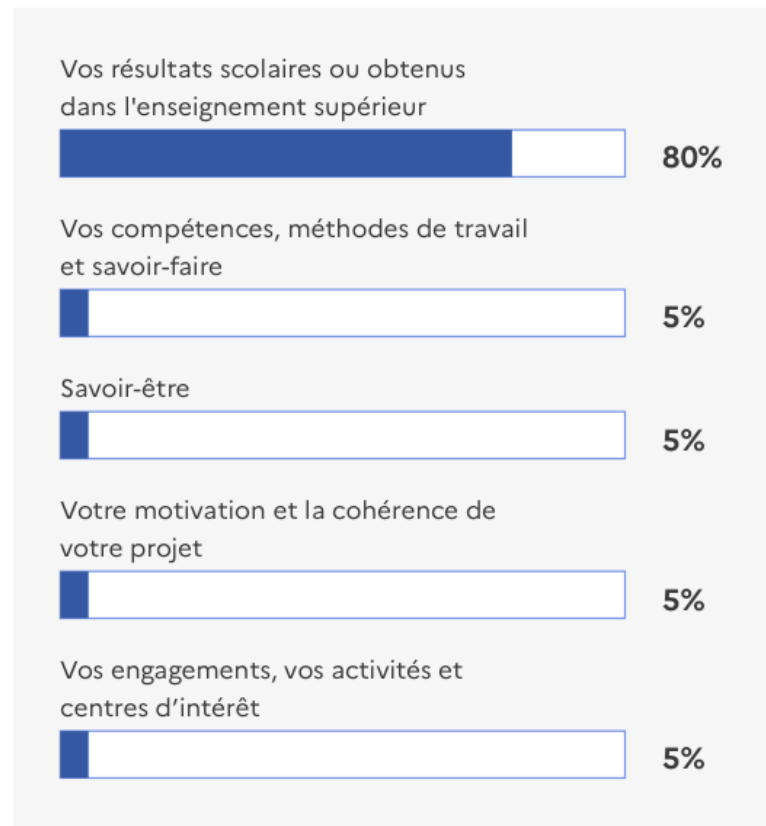 Vos résultats scolaires ou obtenus
dans l'enseignement supérieur
80%
Vos compétences, méthodes de travail
et savoir-faire
5%
Savoir-être
5%
Votre motivation et la cohérence de
votre projet
5%
Vos engagements, vos activités et
centres d’intérêt
5%